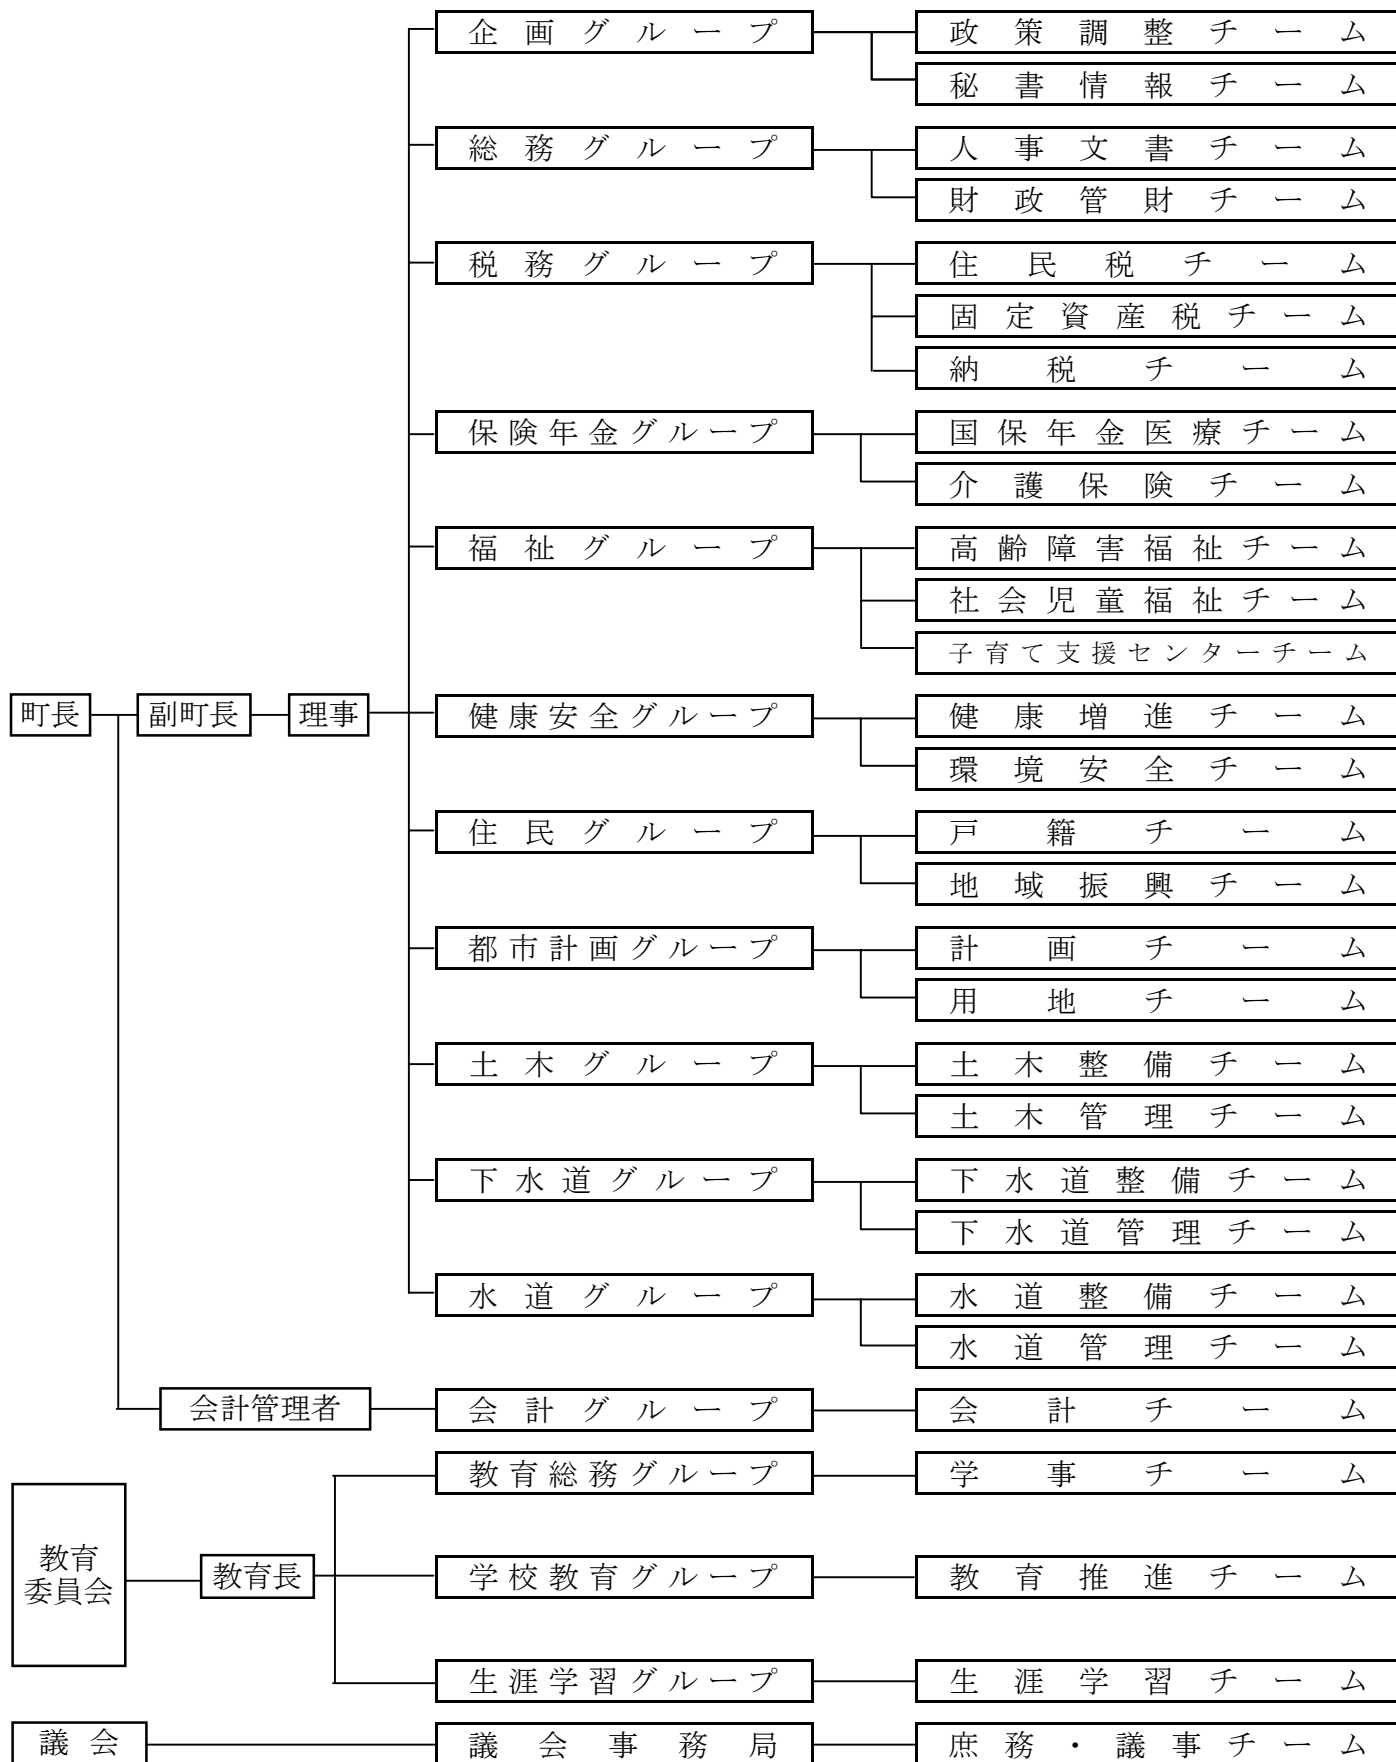 企画グループ 政策調整チーム
秘書情報チーム
総務グループ 人事文書チーム
財政管財チーム
税務グループ 住民税チーム
固定資産税チーム
納税チーム
保険年金グループ 国保年金医療チーム
介護保険チーム
福祉グループ 高齢障害福祉チーム
社会児童福祉チーム
子育て支援センターチーム
町長 副町長 理事 健康安全グループ 健康増進チーム
環境安全チーム
住民グループ 戸籍チーム
地域振興チーム
都市計画グループ 計画チーム
用地チーム
土木グループ 土木整備チーム
土木管理チーム
下水道グループ 下水道整備チーム
下水道管理チーム
水道グループ 水道整備チーム
水道管理チーム
会計管理者 会計グループ 会計チーム
教育総務グループ 学事チーム
教育
委員会
教育長 学校教育グループ 教育推進チーム
生涯学習グループ 生涯学習チーム
議会 議会事務局 庶務・議事チーム